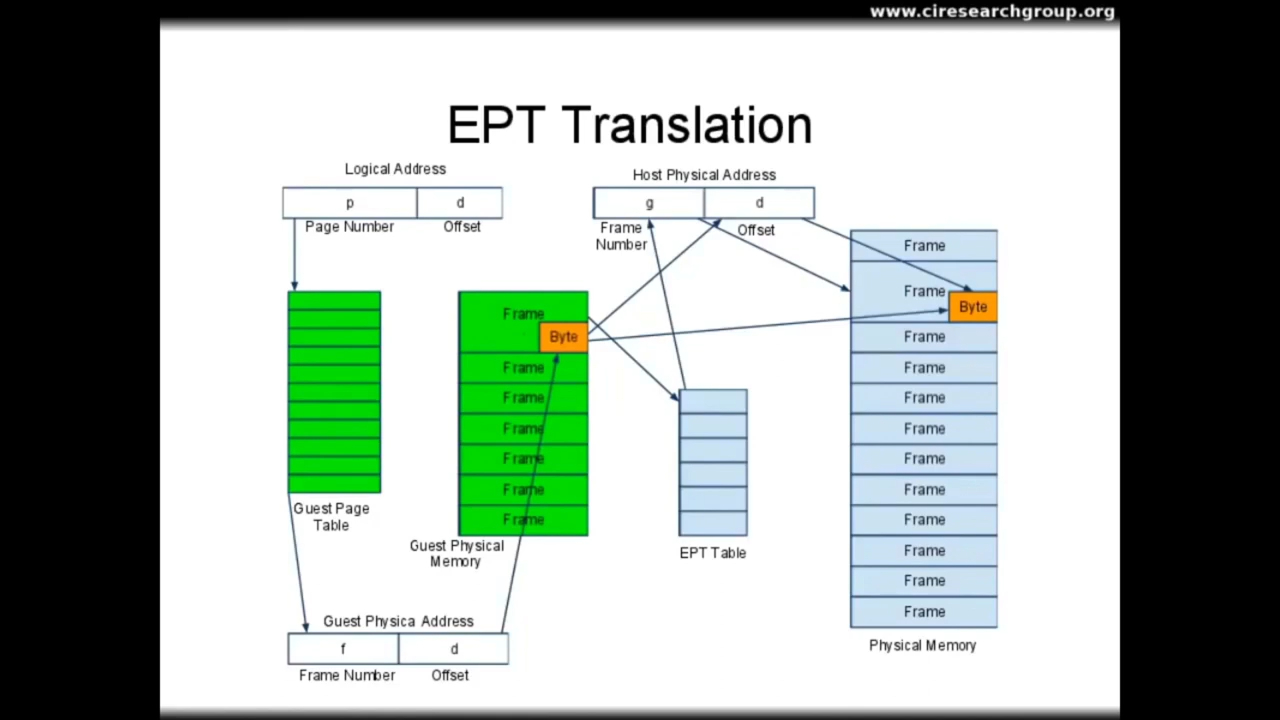 www.ciresearchgroup.org
EPT Translation
Logical Address
p
d
Page Number
Offset
Host Physical Address
g
d
Frame
Number
Offset
Guest Page
Table
Frame
Byte
Frame
Frame
Frame
Frame
Frame
Frame
Guest Physical
Memory
EPT Table
Frame
Frame
Byte
Frame
Frame
Frame
Frame
Frame
Frame
Frame
Frame
Frame
Frame
Physical Memory
Guest Physica Address
f
d
Frame Number
Offset